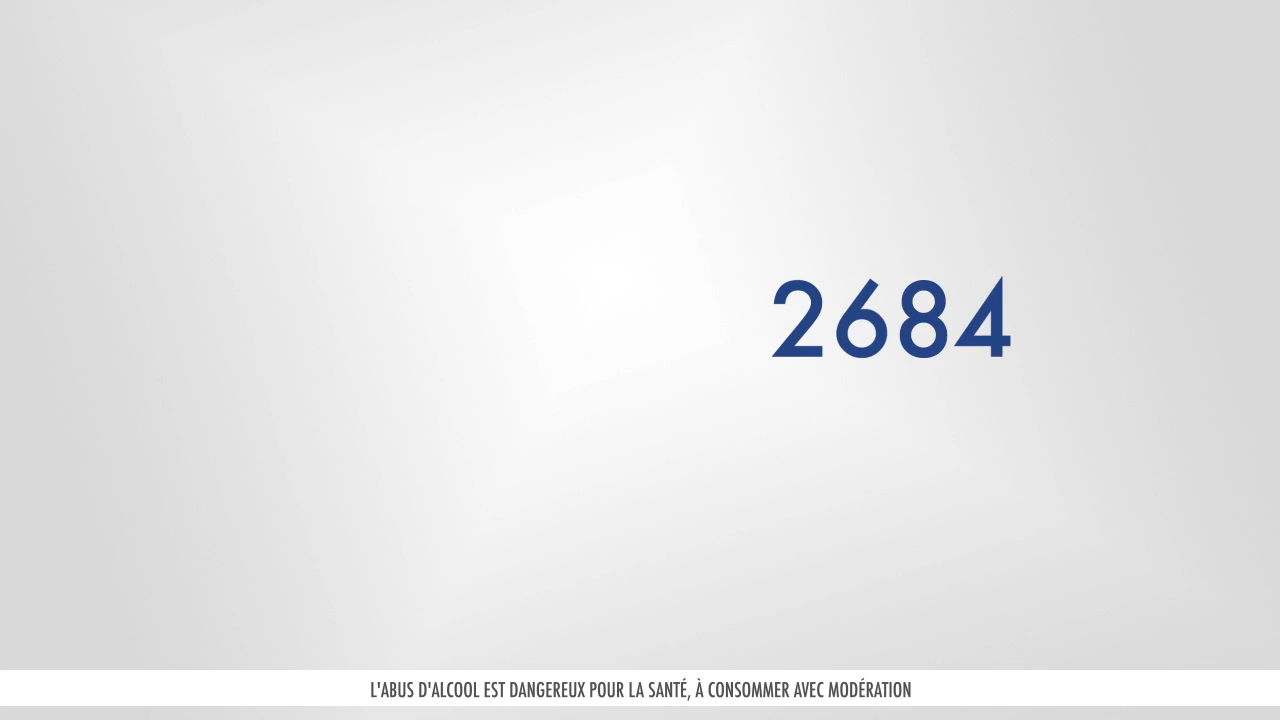 2684
L'ABUS D'ALCOOL EST DANGEREUX POUR LA SANTÉ, À CONSOMMER AVEC MODÉRATION